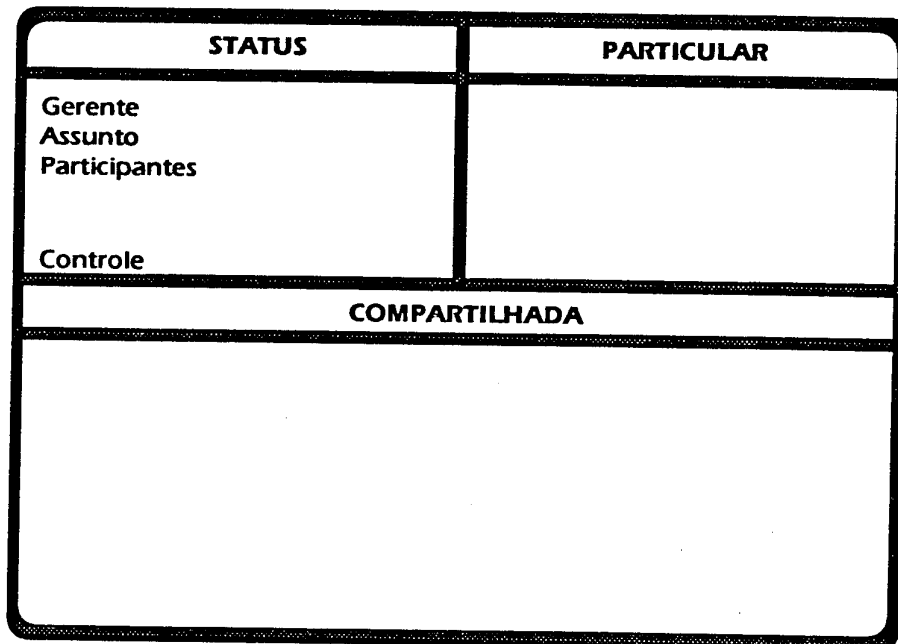 STATUS
PARTICULAR
Gerente
Assunto
Participantes
Controle
COMPARTILHADA